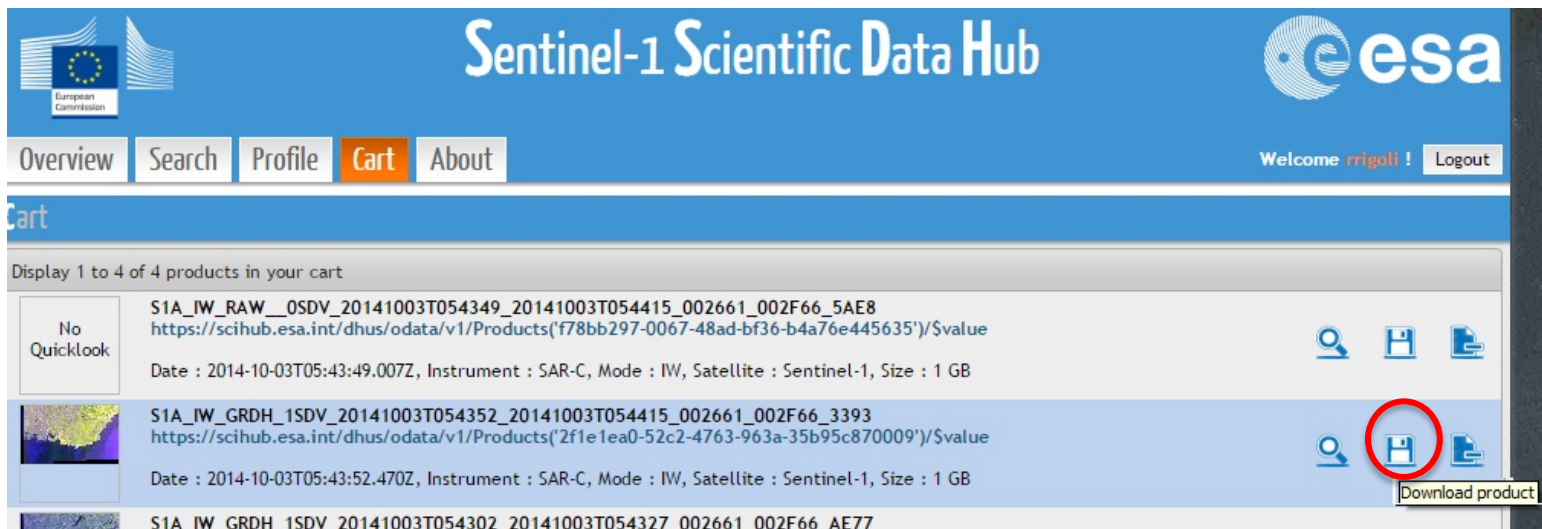 European
Commission
Sentinel-1 Scientific Data Hub
esa
Overview Search Profile Cart About
Welcome rrigoli ! Logout
Cart
Display 1 to 4 of 4 products in your cart
No
Quicklook
S1A_IW_RAW__0SDV_20141003T054349_20141003T054415_002661_002F66_5AE8
https://scihub.esa.int/dhus/odata/v1/Products('f78bb297-0067-48ad-bf36-b4a76e445635')/$value
Date : 2014-10-03T05:43:49.007Z, Instrument : SAR-C, Mode : IW, Satellite : Sentinel-1, Size : 1 GB
S1A_IW_GRDH_1SDV_20141003T054352_20141003T054415_002661_002F66_3393
https://scihub.esa.int/dhus/odata/v1/Products('2f1e1ea0-52c2-4763-963a-35b95c870009')/$value
Date : 2014-10-03T05:43:52.470Z, Instrument : SAR-C, Mode : IW, Satellite : Sentinel-1, Size : 1 GB
Download product
S1A_IW_GRDH_1SDV_20141003T054302_20141003T054327_002661_002F66_AE77